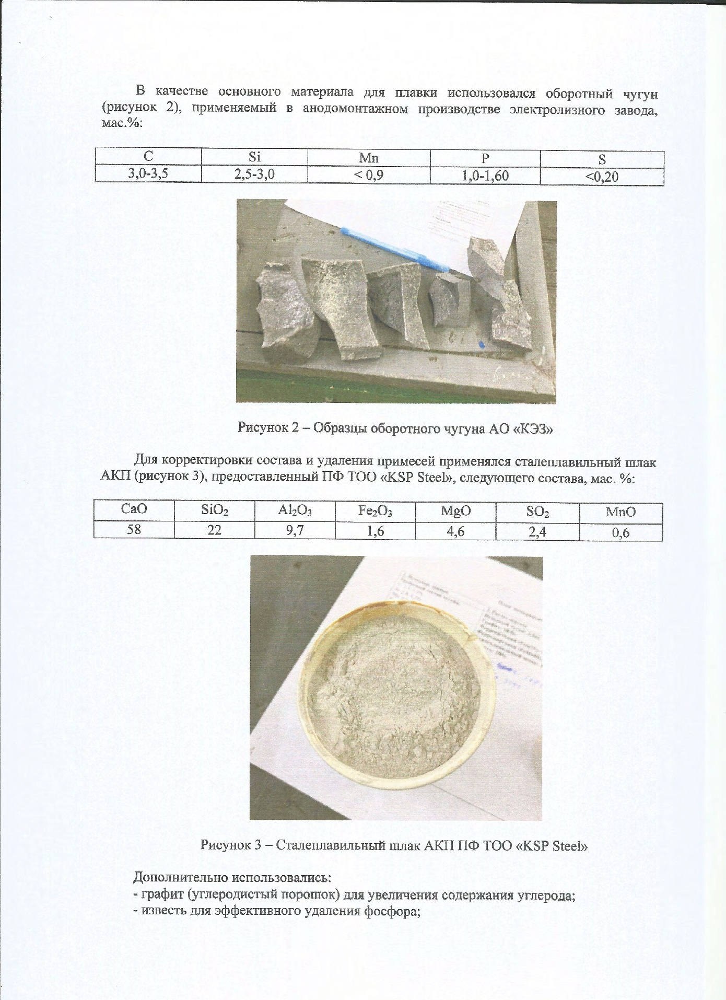 В качестве основного материала для плавки использовался оборотный чугун
(рисунок 2), применяемый в анодомонтажном производстве электролизного завода,
мас.%:
C Si Mn P S
3,0-3,5 2,5-3,0 < 0,9 1,0-1,60 <0,20
Рисунок 2 – Образцы оборотного чугуна АО «КЭЗ»
Для корректировки состава и удаления примесей применялся сталеплавильный шлак
АКП (рисунок 3), предоставленный ПФ ТОО «KSP Steel», следующего состава, мас. %:
CaO SiO₂ Al₂O₃ Fe₂O₃ MgO SO₂ MnO
58 22 9,7 1,6 4,6 2,4 0,6
Рисунок 3 – Сталеплавильный шлак АКП ПФ ТОО «KSP Steel»
Дополнительно использовались:
- графит (углеродистый порошок) для увеличения содержания углерода;
- известь для эффективного удаления фосфора;